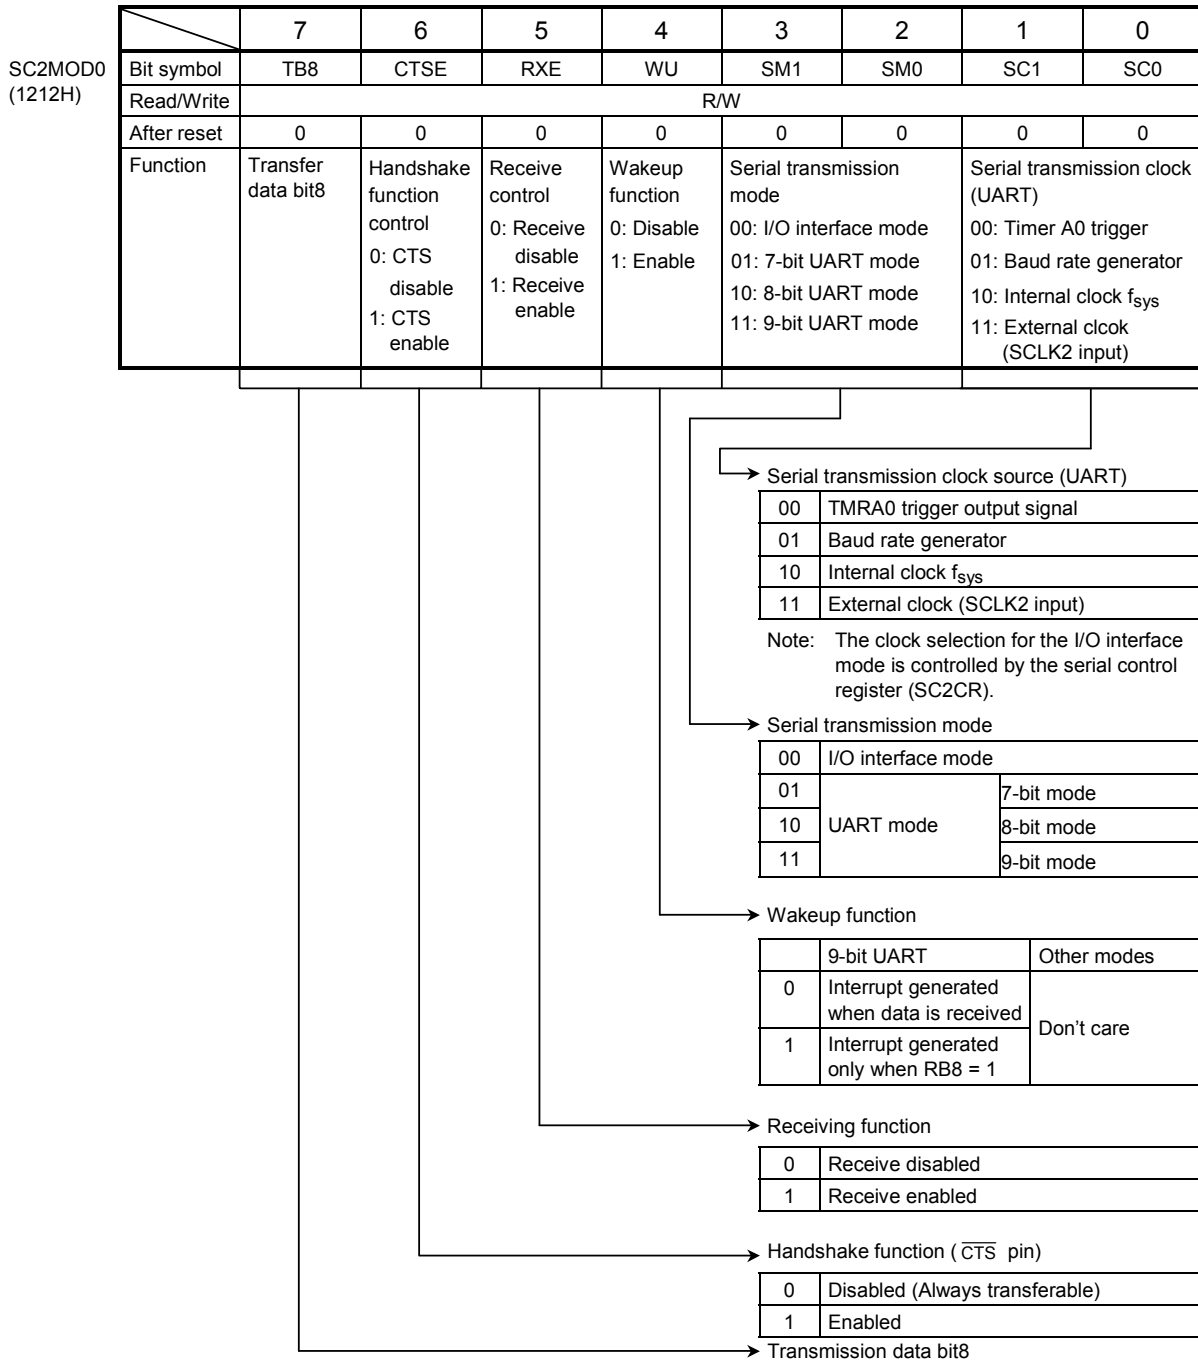 7 6 5 4 3 2 1 0
SC2MOD0 Bit symbol TB8 CTSE RXE WU SM1 SM0 SC1 SC0
(1212H) Read/Write R/W
After reset 0 0 0 0 0 0 0 0
Function
Transfer
data bit8
Handshake
function
control
0: CTS
disable
1: CTS
enable
Receive
control
0: Receive
disable
1: Receive
enable
Wakeup
function
0: Disable
1: Enable
Serial transmission
mode
00: I/O interface mode
01: 7-bit UART mode
10: 8-bit UART mode
11: 9-bit UART mode
Serial transmission clock
(UART)
00: Timer A0 trigger
01: Baud rate generator
10: Internal clock fsys
11: External clcok
(SCLK2 input)
Serial transmission clock source (UART)
00 TMRA0 trigger output signal
01 Baud rate generator
10 Internal clock fsys
11 External clock (SCLK2 input)
Note: The clock selection for the I/O interface
mode is controlled by the serial control
register (SC2CR).
Serial transmission mode
00 I/O interface mode
01 7-bit mode
10 UART mode 8-bit mode
11 9-bit mode
Wakeup function
9-bit UART Other modes
0 Interrupt generated
when data is received
Don't care
1 Interrupt generated
only when RB8 = 1
Receiving function
0 Receive disabled
1 Receive enabled
Handshake function ( CTS pin)
0 Disabled (Always transferable)
1 Enabled
Transmission data bit8